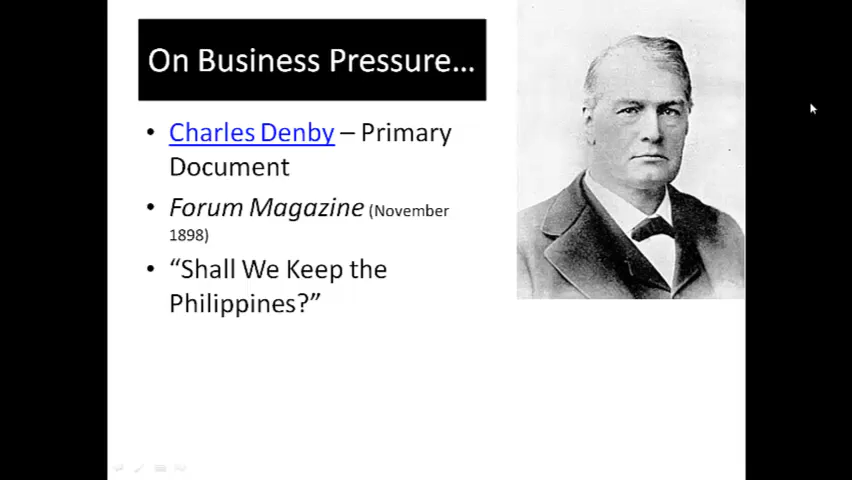 On Business Pressure...
• Charles Denby – Primary
Document
• Forum Magazine (November
1898)
• “Shall We Keep the
Philippines?”